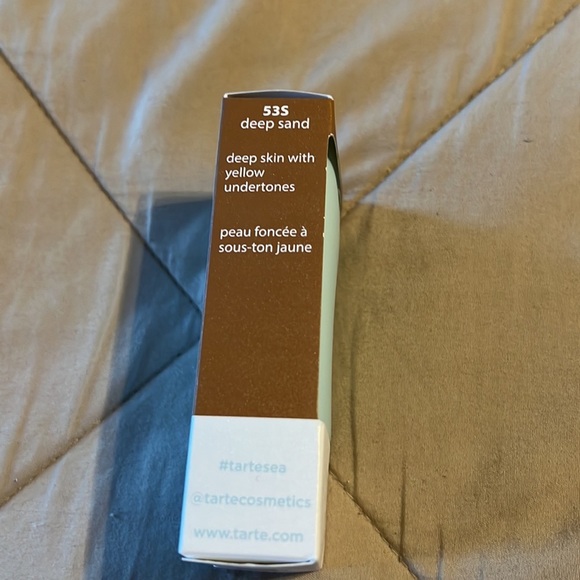 53S
deep sand
deep skin with
yellow
undertones
peau foncée à
sous-ton jaune
#tartesea
@tartecosmetics
www.tarte.com